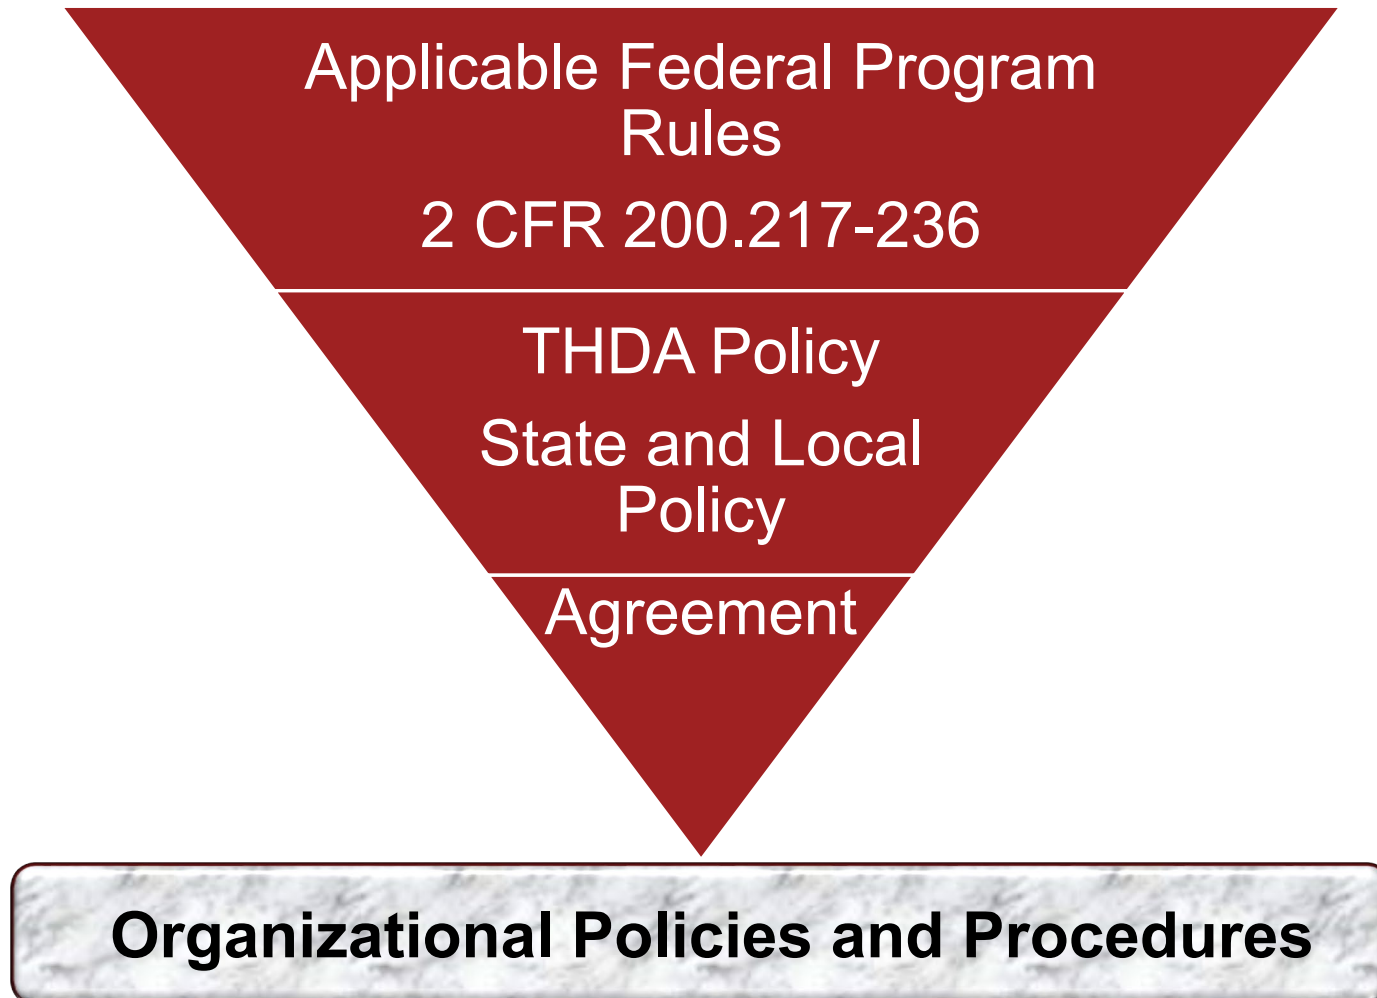 Applicable Federal Program
Rules
2 CFR 200.217-236
THDA Policy
State and Local
Policy
Agreement
Organizational Policies and Procedures